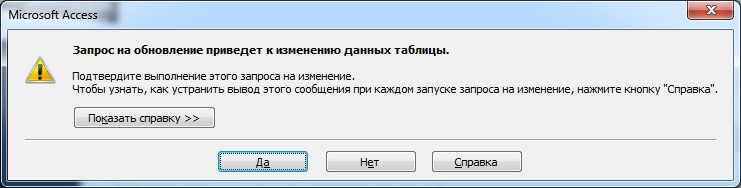 Microsoft Access
Запрос на обновление приведет к изменению данных таблицы.
Подтвердите выполнение этого запроса на изменение.
Чтобы узнать, как устранить вывод этого сообщения при каждом запуске запроса на изменение, нажмите кнопку "Справка".
Показать справку >>
Да
Нет
Справка